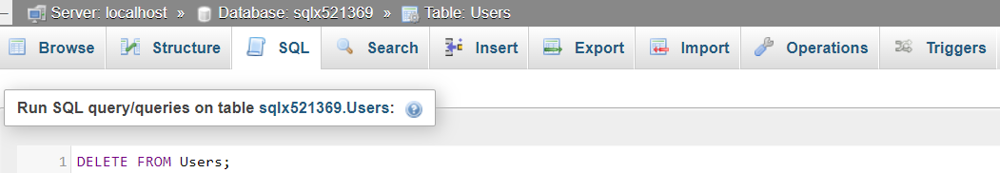 Server: localhost » Database: sqlx521369 » Table: Users
Browse Structure SQL Search Insert Export Import Operations Triggers
Run SQL query/queries on table sqlx521369.Users:
1 DELETE FROM Users;